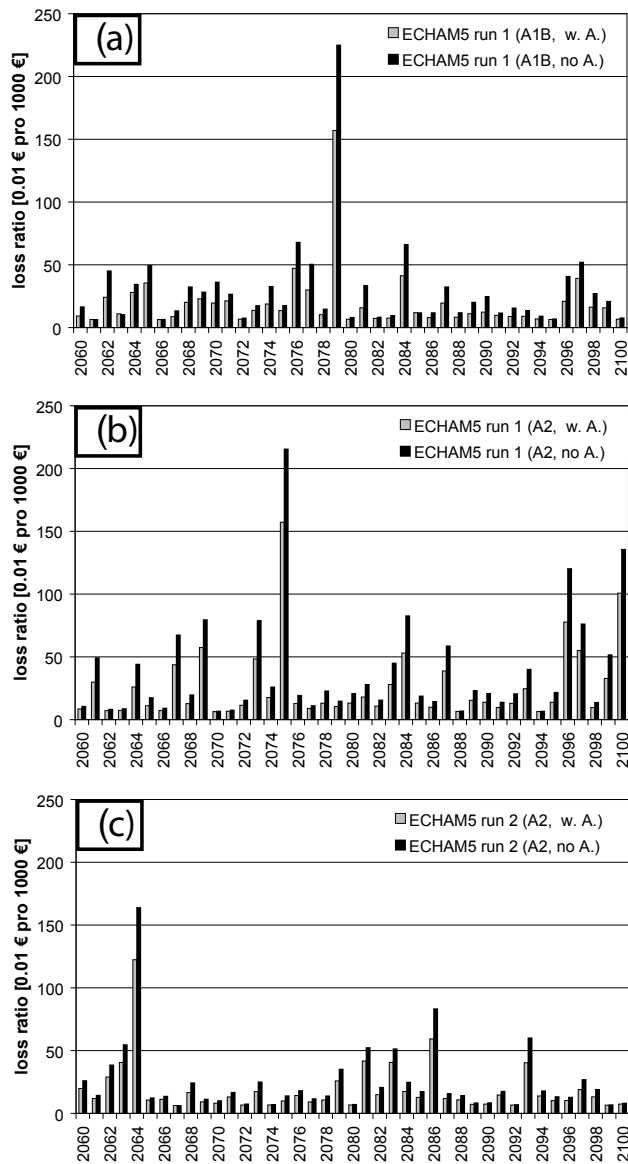 (a)
ECHAM5 run 1 (A1B, w. A.)
ECHAM5 run 1 (A1B, no A.)
loss ratio [0.01 € pro 1000 €]
250
200
150
100
50
0
2060 2062 2064 2066 2068 2070 2072 2074 2076 2078 2080 2082 2084 2086 2088 2090 2092 2094 2096 2098 2100
(b)
ECHAM5 run 1 (A2, w. A.)
ECHAM5 run 1 (A2, no A.)
loss ratio [0.01 € pro 1000 €]
250
200
150
100
50
0
2060 2062 2064 2066 2068 2070 2072 2074 2076 2078 2080 2082 2084 2086 2088 2090 2092 2094 2096 2098 2100
(c)
ECHAM5 run 2 (A2, w. A.)
ECHAM5 run 2 (A2, no A.)
loss ratio [0.01 € pro 1000 €]
250
200
150
100
50
0
2060 2062 2064 2066 2068 2070 2072 2074 2076 2078 2080 2082 2084 2086 2088 2090 2092 2094 2096 2098 2100